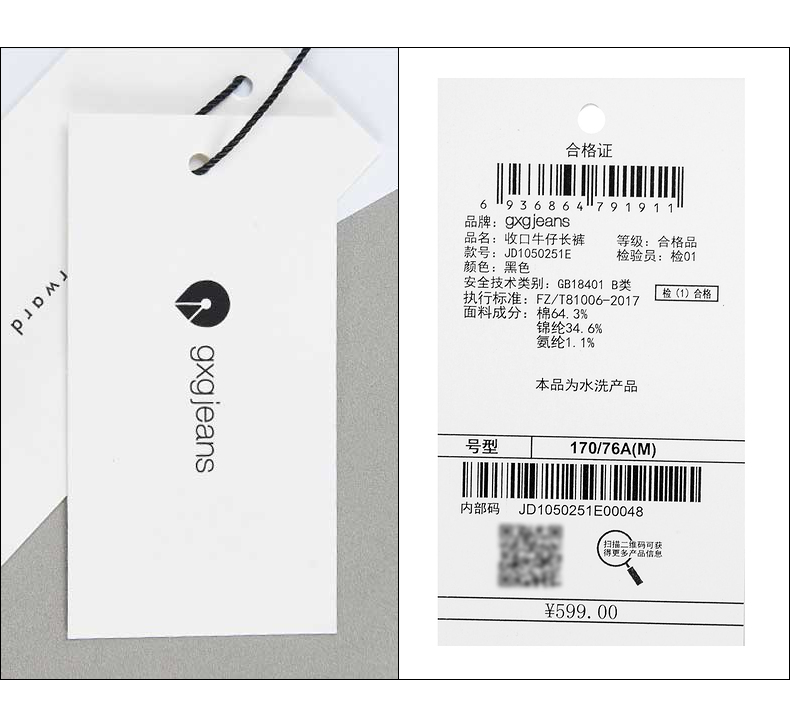 rward
gxgjeans
合格证
6 936864 791911
品牌: gxgjeans
品名: 收口牛仔长裤 等级: 合格品
款号: JD1050251E 检验员: 检01
颜色: 黑色
安全技术类别: GB18401 B类
检（1）合格
执行标准: FZ/T81006-2017
面料成分: 棉64.3%
锦纶34.6%
氨纶1.1%
本品为水洗产品
号型 170/76A(M)
内部码 JD1050251E00048
扫描二维码可获
得更多产品信息
¥599.00